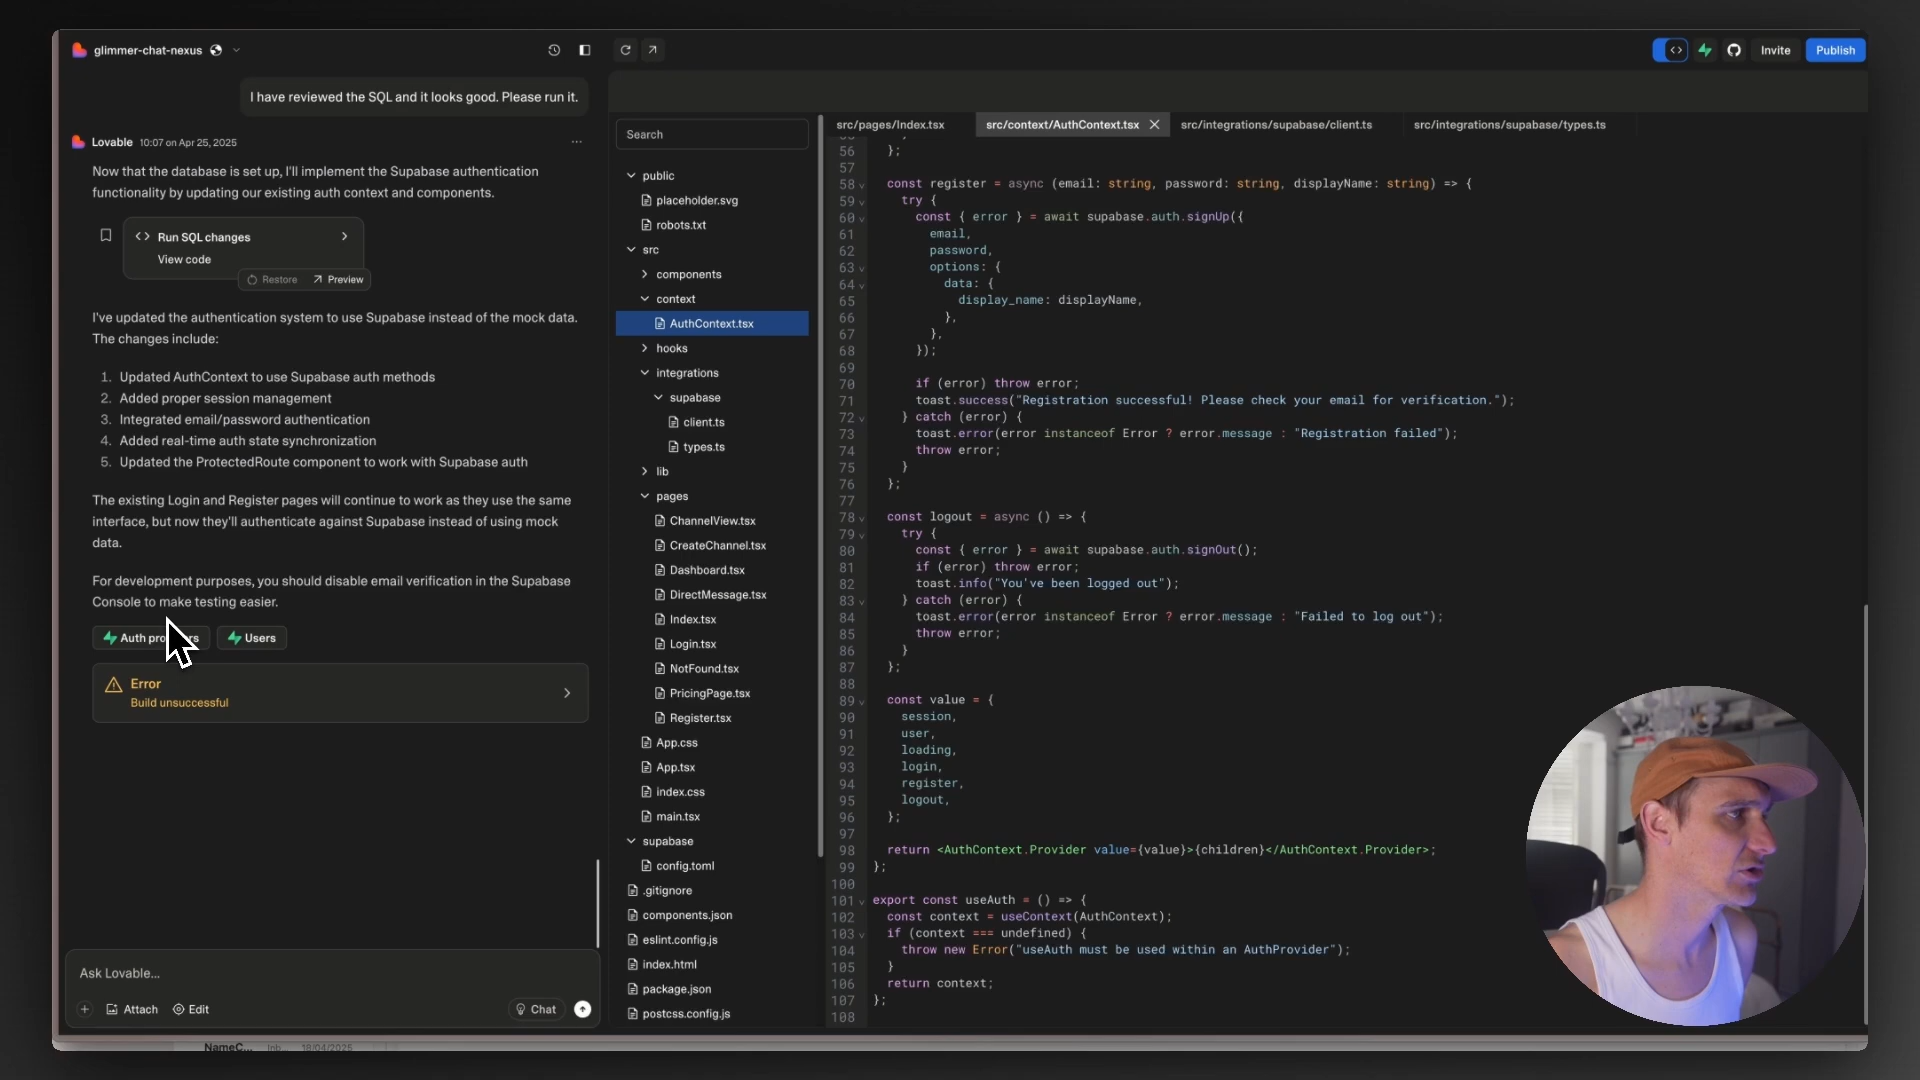 glimmer-chat-nexus
Invite
Publish
I have reviewed the SQL and it looks good. Please run it.
Lovable 10:07 on Apr 25, 2025
Now that the database is set up, I'll implement the Supabase authentication
functionality by updating our existing auth context and components.
Run SQL changes
View code
Restore
Preview
I've updated the authentication system to use Supabase instead of the mock data.
The changes include:
1. Updated AuthContext to use Supabase auth methods
2. Added proper session management
3. Integrated email/password authentication
4. Added real-time auth state synchronization
5. Updated the ProtectedRoute component to work with Supabase auth
The existing Login and Register pages will continue to work as they use the same
interface, but now they'll authenticate against Supabase instead of using mock
data.
For development purposes, you should disable email verification in the Supabase
Console to make testing easier.
Auth
Users
Error
Build unsuccessful
Ask Lovable...
Attach
Edit
Chat
Search
public
placeholder.svg
robots.txt
src
components
context
AuthContext.tsx
hooks
integrations
supabase
client.ts
types.ts
lib
pages
ChannelView.tsx
CreateChannel.tsx
Dashboard.tsx
DirectMessage.tsx
Index.tsx
Login.tsx
NotFound.tsx
PricingPage.tsx
Register.tsx
App.css
App.tsx
index.css
main.tsx
supabase
config.toml
.gitignore
components.json
eslint.config.js
index.html
package.json
postcss.config.js
src/pages/Index.tsx
src/context/AuthContext.tsx
src/integrations/supabase/client.ts
src/integrations/supabase/types.ts
56 };
57
58 const register = async (email: string, password: string, displayName: string) => {
59 try {
60 const { error } = await supabase.auth.signUp({
61 email,
62 password,
63 options: {
64 data: {
65 display_name: displayName,
66 },
67 },
68 });
69
70 if (error) throw error;
71 toast.success("Registration successful! Please check your email for verification.");
72 } catch (error) {
73 toast.error(error instanceof Error ? error.message : "Registration failed");
74 throw error;
75 }
76 };
77
78 const logout = async () => {
79 try {
80 const { error } = await supabase.auth.signOut();
81 if (error) throw error;
82 toast.info("You've been logged out");
83 } catch (error) {
84 toast.error(error instanceof Error ? error.message : "Failed to log out");
85 throw error;
86 }
87 };
88
89 const value = {
90 session,
91 user,
92 loading,
93 login,
94 register,
95 logout,
96 };
97
98 return <AuthContext.Provider value={value}>{children}</AuthContext.Provider>;
99 };
100
101 export const useAuth = () => {
102 const context = useContext(AuthContext);
103 if (context === undefined) {
104 throw new Error("useAuth must be used within an AuthProvider");
105 }
106 return context;
107 };
108
NameC... Inb... 18/04/2025